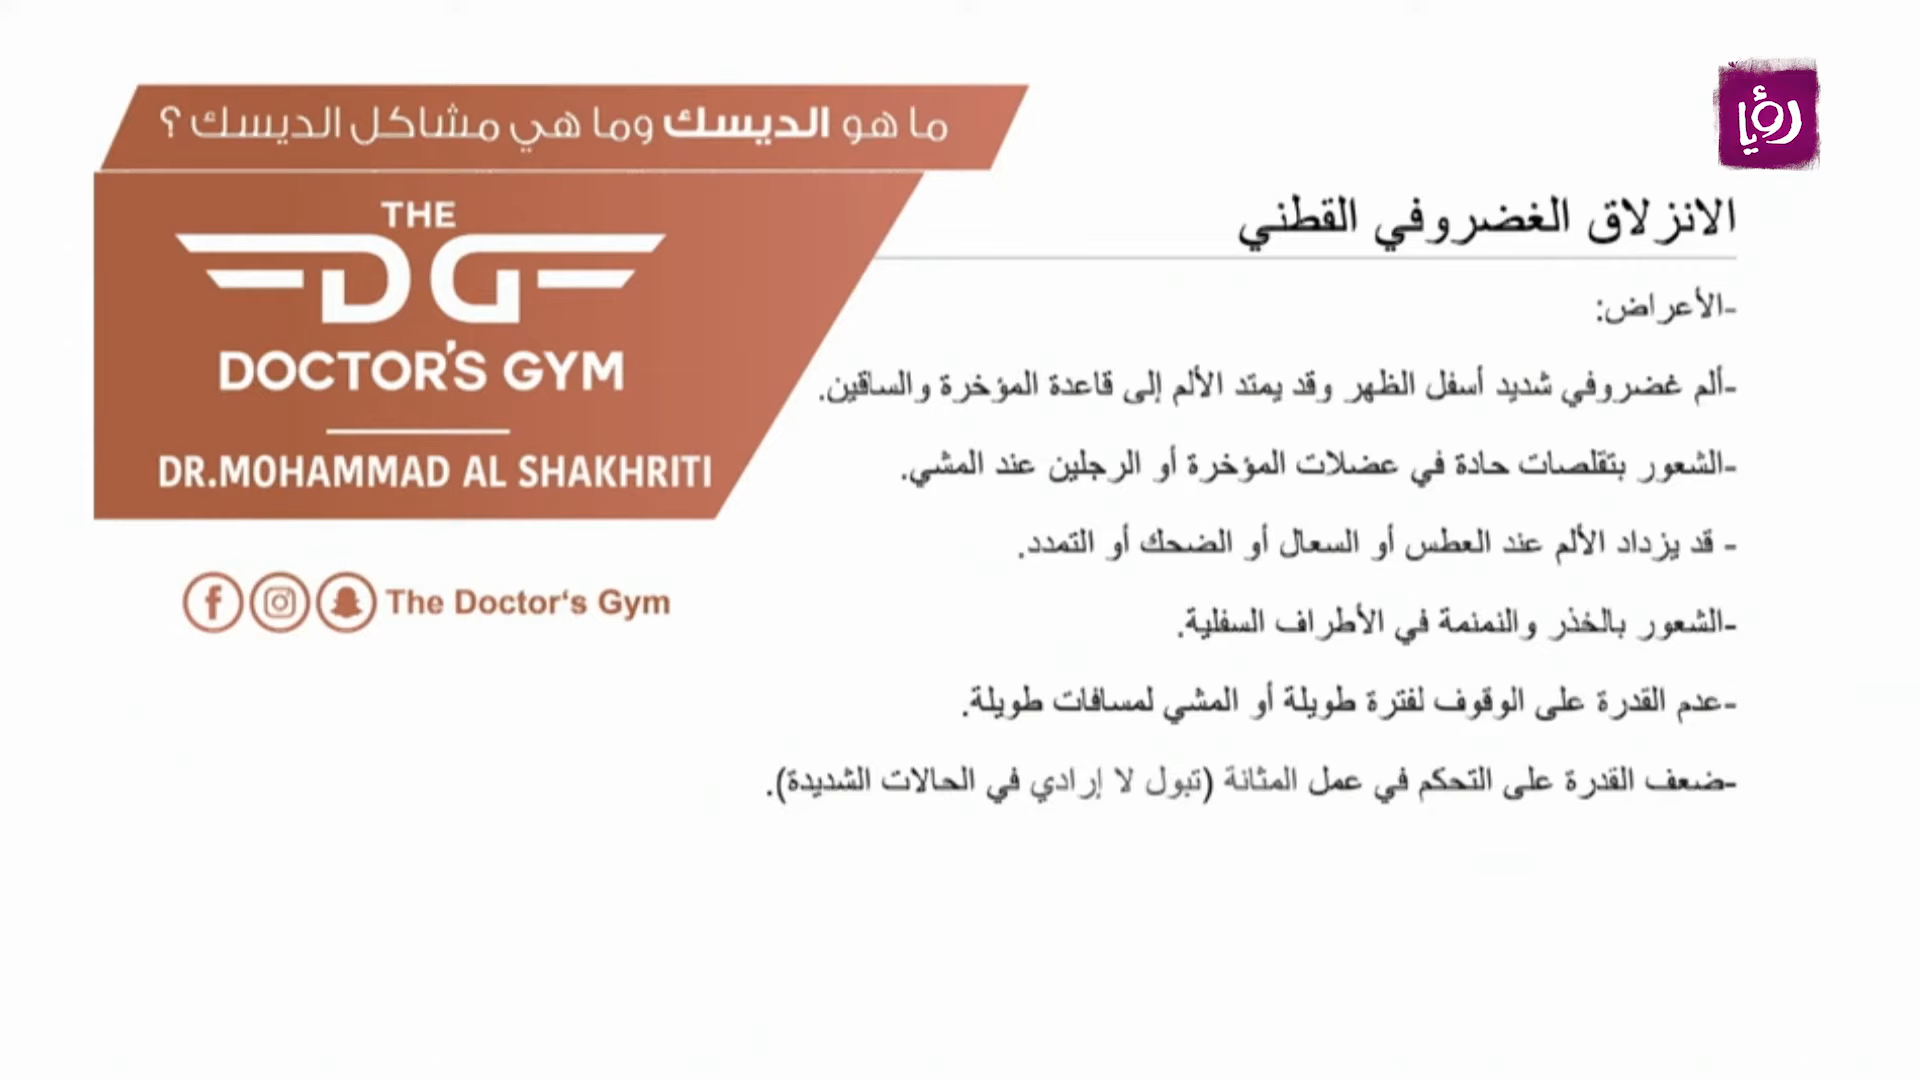 رؤيا
ما هو الديسك وما هي مشاكل الديسك ؟
THE
DG
DOCTOR'S GYM
DR.MOHAMMAD AL SHAKHRITI
The Doctor‘s Gym
الانزلاق الغضروفي القطني
-الأعراض:
-ألم غضروفي شديد أسفل الظهر وقد يمتد الألم إلى قاعدة المؤخرة والساقين.
-الشعور بتقلصات حادة في عضلات المؤخرة أو الرجلين عند المشي.
- قد يزداد الألم عند العطس أو السعال أو الضحك أو التمدد.
-الشعور بالخذر والنمنمة في الأطراف السفلية.
-عدم القدرة على الوقوف لفترة طويلة أو المشي لمسافات طويلة.
-ضعف القدرة على التحكم في عمل المثانة (تبول لا إرادي في الحالات الشديدة).